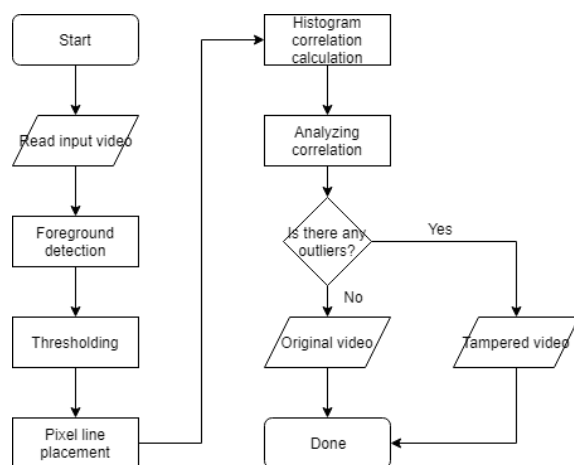 Start
Read input video
Foreground
detection
Thresholding
Pixel line
placement
Histogram
correlation
calculation
Analyzing
correlation
Is there any
outliers?
Yes
No
Original video
Tampered video
Done